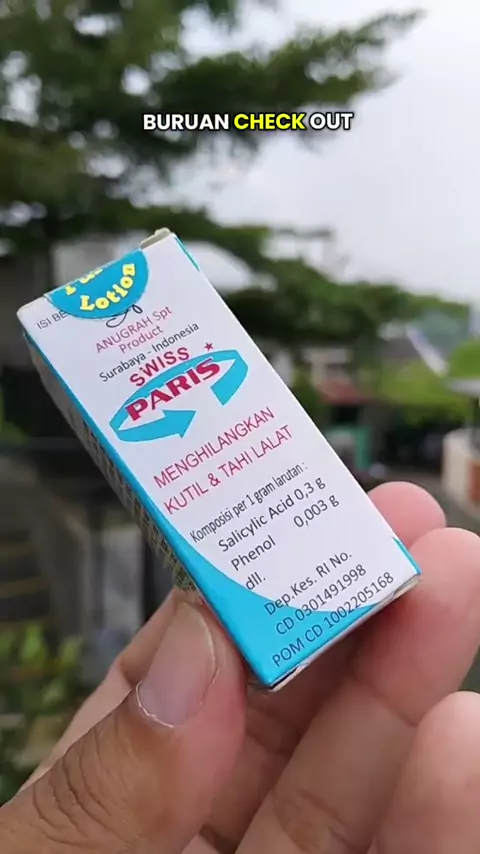 BURUAN CHECK OUT
Lotion
ANUGRAH Spt
Product
Surabaya - Indonesia
SWISS
PARIS
MENGHILANGKAN
KUTIL & TAHI LALAT
Komposisi per 1 gram larutan :
Salicylic Acid 0,3 g
Phenol 0,003 g
dll.
Dep.Kes. RI No.
CD 0301491998
POM CD 1002205168